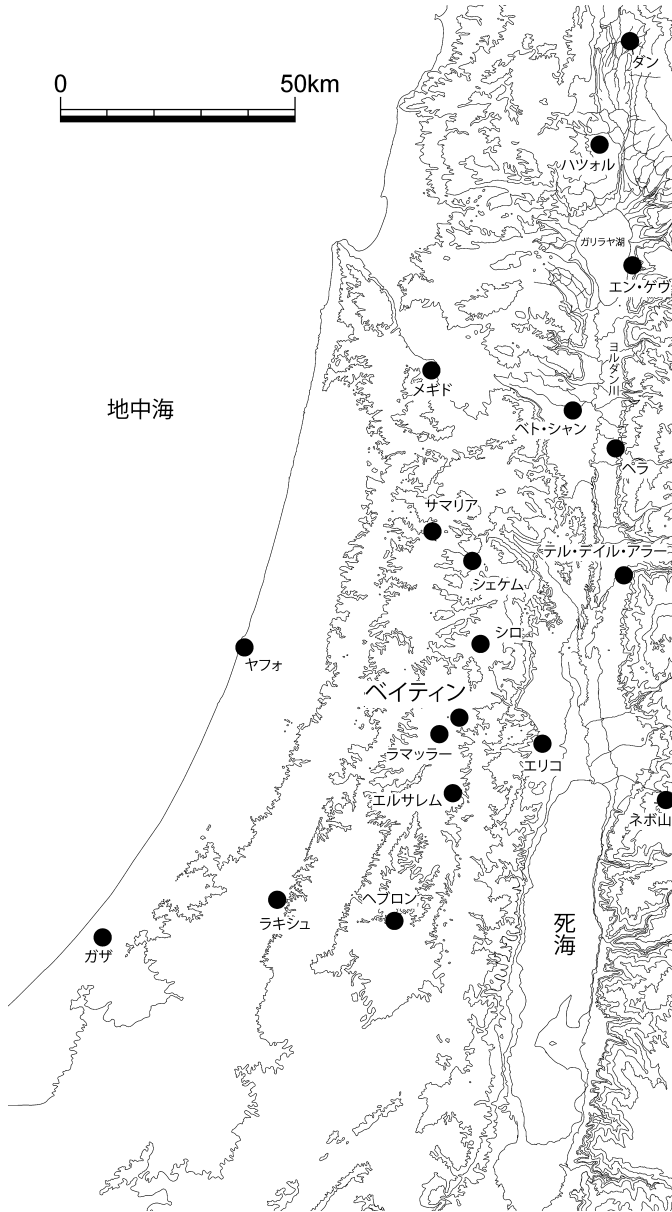 ダン
0 50km
ハツォル
ガリラヤ湖
エン・ゲヴ
ヨルダン川
メギド
地中海
ベト・シャン
ペラ
サマリア
テル・デイル・アラー
シェケム
シロ
ヤフォ
ベイティン
ラマッラー
エリコ
エルサレム
ネボ山
ヘブロン
ラキシュ
死海
ガザ